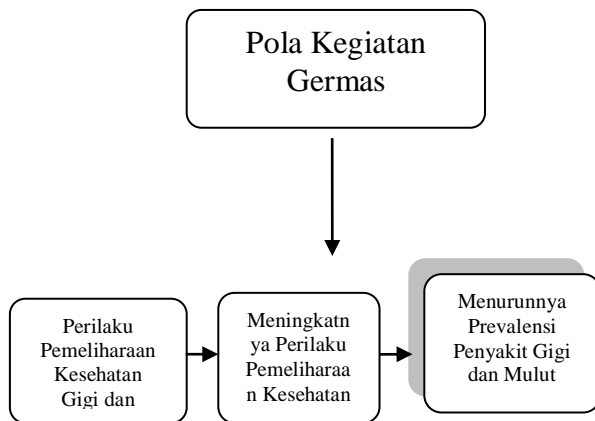 Pola Kegiatan
Germas
Perilaku
Pemeliharaan
Kesehatan
Gigi dan
Meningkatn
ya Perilaku
Pemeliharaa
n Kesehatan
Menurunnya
Prevalensi
Penyakit Gigi
dan Mulut